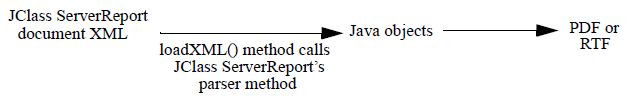 JClass ServerReport
document XML
loadXML() method calls
JClass ServerReport's
parser method
Java objects
PDF or
RTF